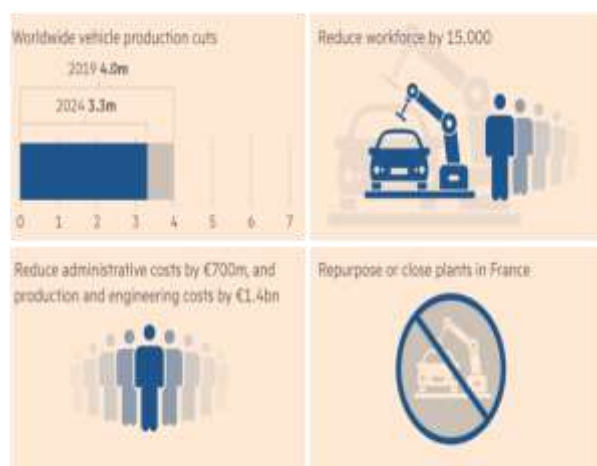 Worldwide vehicle production cuts
2019 4.0m
2024 3.3m
0 1 2 3 4 5 6 7
Reduce workforce by 15,000
Reduce administrative costs by €700m, and
production and engineering costs by €1.4bn
Repurpose or close plants in France